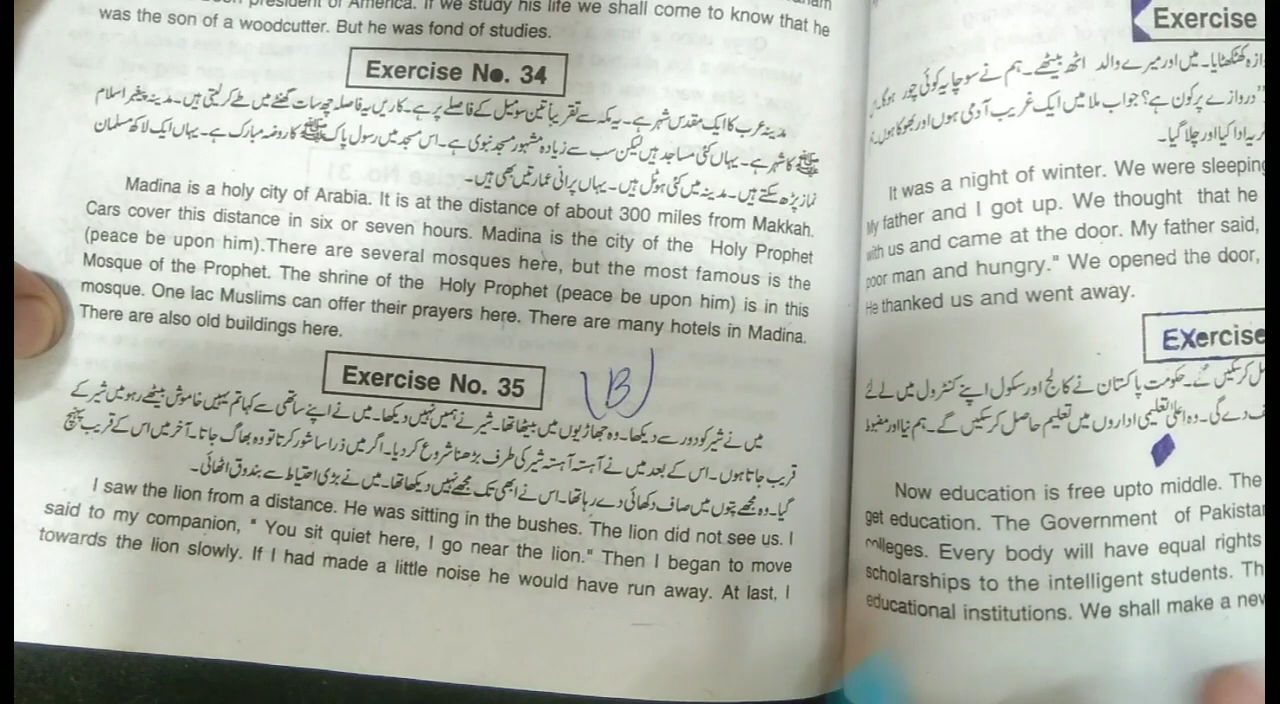 president of America. If we study his life we shall come to know that he
was the son of a woodcutter. But he was fond of studies.
Exercise No. 34
مدینہ عرب کا ایک مقدس شہر ہے۔ یہ مکہ سے تقریباً تین سو میل کے فاصلے پر ہے۔ کاریں یہ فاصلہ چھ سات گھنٹے میں طے کر لیتی ہیں۔ مدینہ پیغمبر اسلام
ﷺ کا شہر ہے۔ یہاں کئی مساجد ہیں لیکن سب سے زیادہ مشہور مسجد نبوی ہے۔ اس مسجد میں رسول پاک ﷺ کا روضہ مبارک ہے۔ یہاں ایک لاکھ مسلمان
نماز پڑھ سکتے ہیں۔ مدینہ میں کئی ہوٹل ہیں۔ یہاں پرانی عمارتیں بھی ہیں۔
Madina is a holy city of Arabia. It is at the distance of about 300 miles from Makkah.
Cars cover this distance in six or seven hours. Madina is the city of the Holy Prophet
(peace be upon him).There are several mosques here, but the most famous is the
Mosque of the Prophet. The shrine of the Holy Prophet (peace be upon him) is in this
mosque. One lac Muslims can offer their prayers here. There are many hotels in Madina.
There are also old buildings here.
Exercise No. 35
(B)
میں نے شیر کو دور سے دیکھا۔ وہ جھاڑیوں میں بیٹھا تھا۔ شیر نے ہمیں نہیں دیکھا۔ میں نے اپنے ساتھی سے کہا تم یہیں خاموش بیٹھے رہو میں شیر کے
قریب جاتا ہوں۔ اس کے بعد میں نے آہستہ آہستہ شیر کی طرف بڑھنا شروع کر دیا۔ اگر میں ذرا سا شور کرتا تو وہ بھاگ جاتا۔ آخر میں اس کے قریب پہنچ
گیا۔ وہ مجھے پتوں میں صاف دکھائی دے رہا تھا۔ اس نے ابھی تک مجھے نہیں دیکھا تھا۔ میں نے بڑی احتیاط سے بندوق اٹھائی۔
I saw the lion from a distance. He was sitting in the bushes. The lion did not see us. I
said to my companion, " You sit quiet here, I go near the lion." Then I began to move
towards the lion slowly. If I had made a little noise he would have run away. At last, I
Exercise
کھٹکھٹایا۔ میں اور میرے والد اٹھ بیٹھے۔ ہم نے سوچا یہ کوئی چور ہوگا۔
”دروازے پر کون ہے؟ جواب ملا میں ایک غریب آدمی ہوں اور بھوکا ہوں۔
ادا کیا اور چلا گیا۔
It was a night of winter. We were sleeping
My father and I got up. We thought that he
with us and came at the door. My father said,
poor man and hungry." We opened the door,
He thanked us and went away.
Exercise
کر سکیں گے۔ حکومت پاکستان نے کالج اور سکول اپنے کنٹرول میں لے لئے
دے گی۔ وہ اعلیٰ تعلیمی اداروں میں تعلیم حاصل کر سکیں گے۔ ہم نیا اور مضبوط
Now education is free upto middle. The
get education. The Government of Pakistan
colleges. Every body will have equal rights
scholarships to the intelligent students. Th
educational institutions. We shall make a new